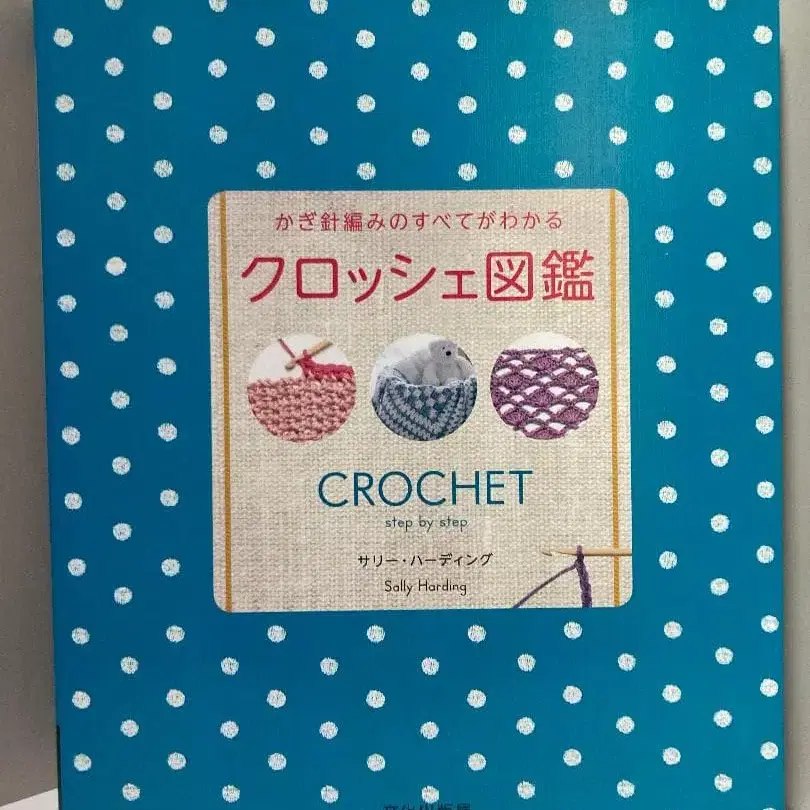 かぎ針編みのすべてがわかる
クロッシェ図鑑
CROCHET
step by step
サリー・ハーディング
Sally Harding